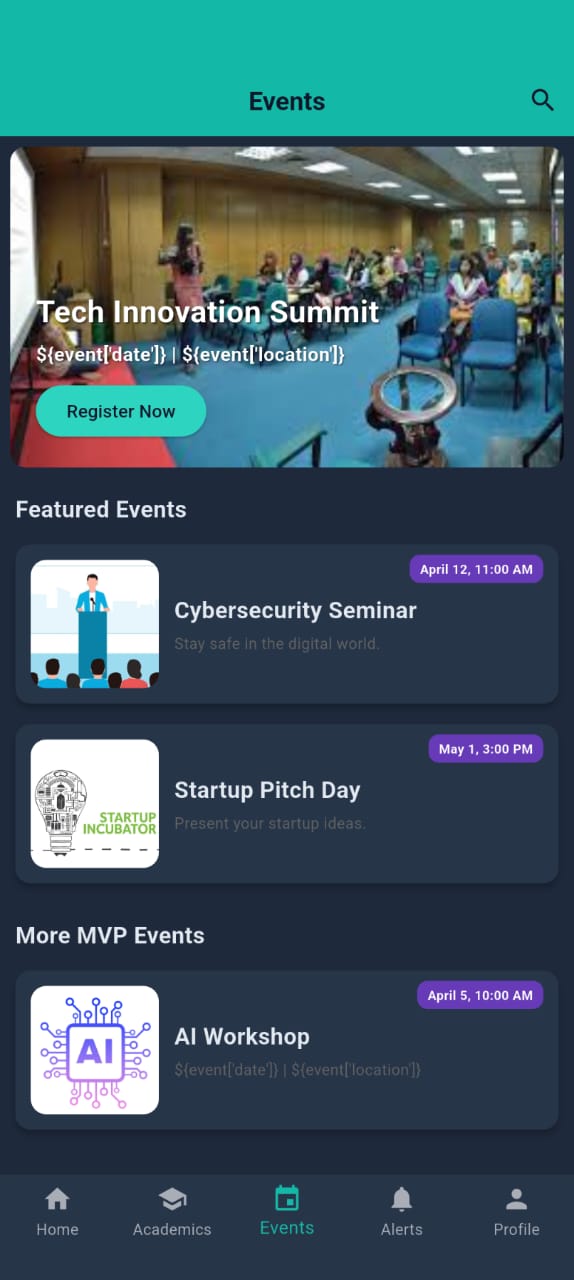 Events
Tech Innovation Summit
${event['date']} | ${event['location']}
Register Now
Featured Events
April 12, 11:00 AM
Cybersecurity Seminar
Stay safe in the digital world.
May 1, 3:00 PM
STARTUP
INCUBATOR
Startup Pitch Day
Present your startup ideas.
More MVP Events
April 5, 10:00 AM
AI
AI Workshop
${event['date']} | ${event['location']}
Home
Academics
Events
Alerts
Profile